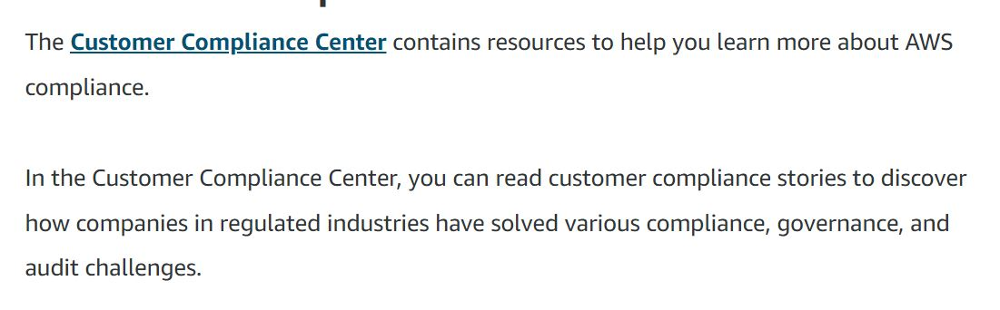 The Customer Compliance Center contains resources to help you learn more about AWS
compliance.
In the Customer Compliance Center, you can read customer compliance stories to discover
how companies in regulated industries have solved various compliance, governance, and
audit challenges.